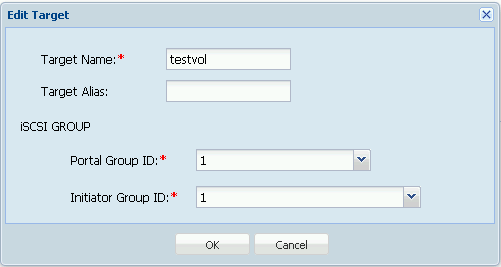 Edit Target
Target Name:* testvol
Target Alias:
iSCSI GROUP
Portal Group ID:* 1
Initiator Group ID:* 1
OK Cancel